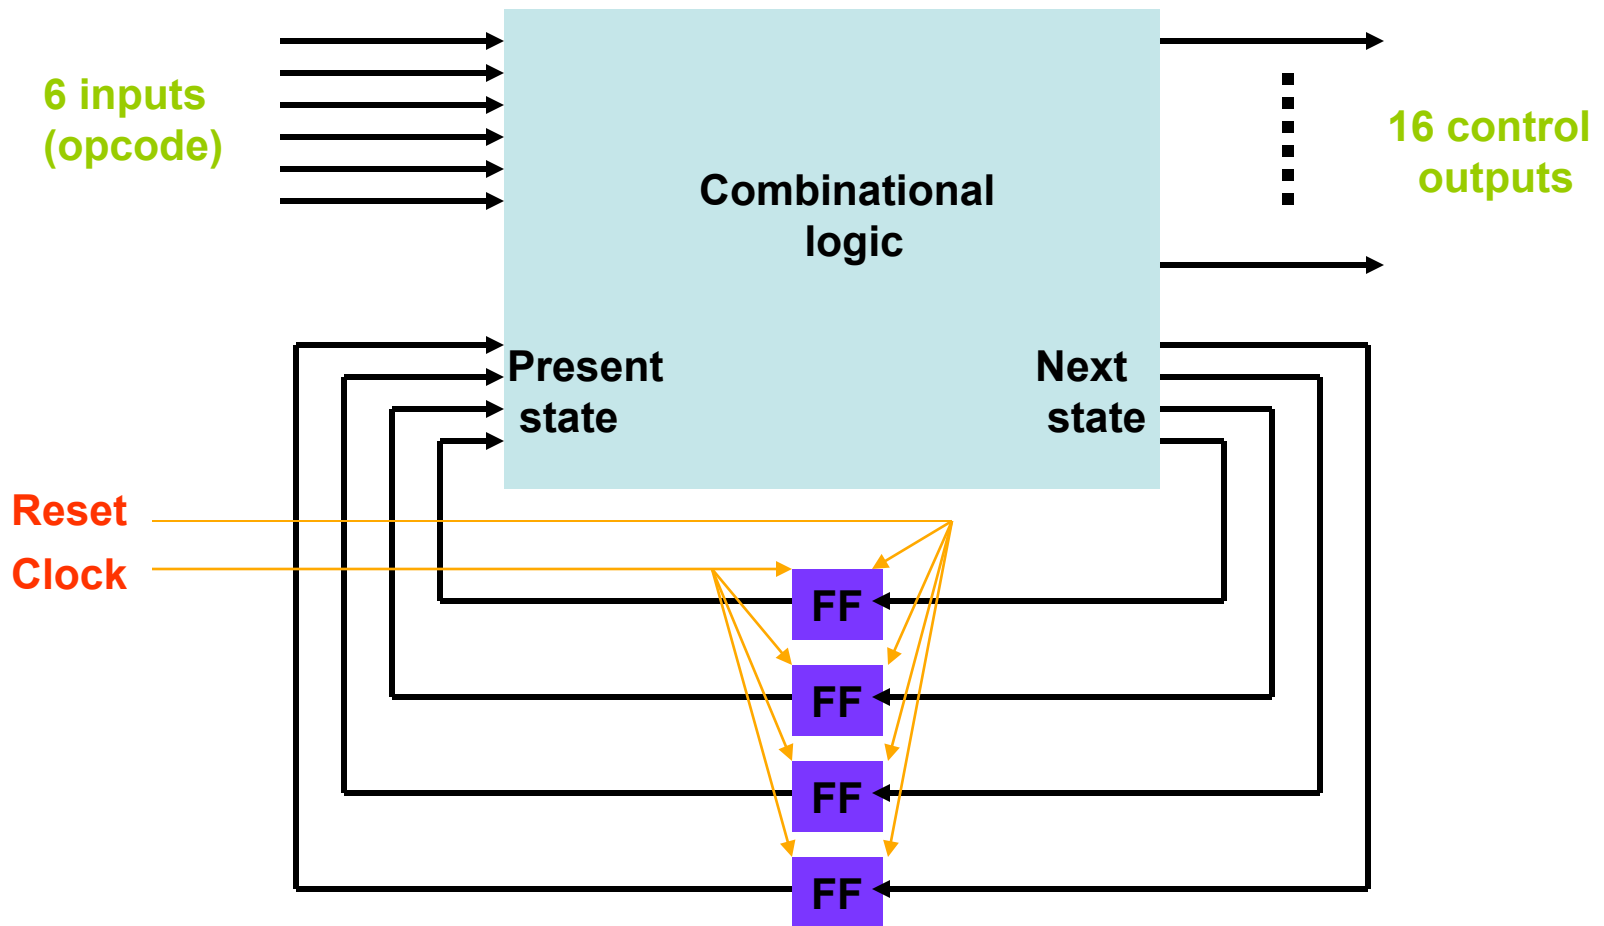 6 inputs
(opcode)
Combinational
logic
16 control
outputs
Present
state
Next
state
Reset
Clock
FF
FF
FF
FF